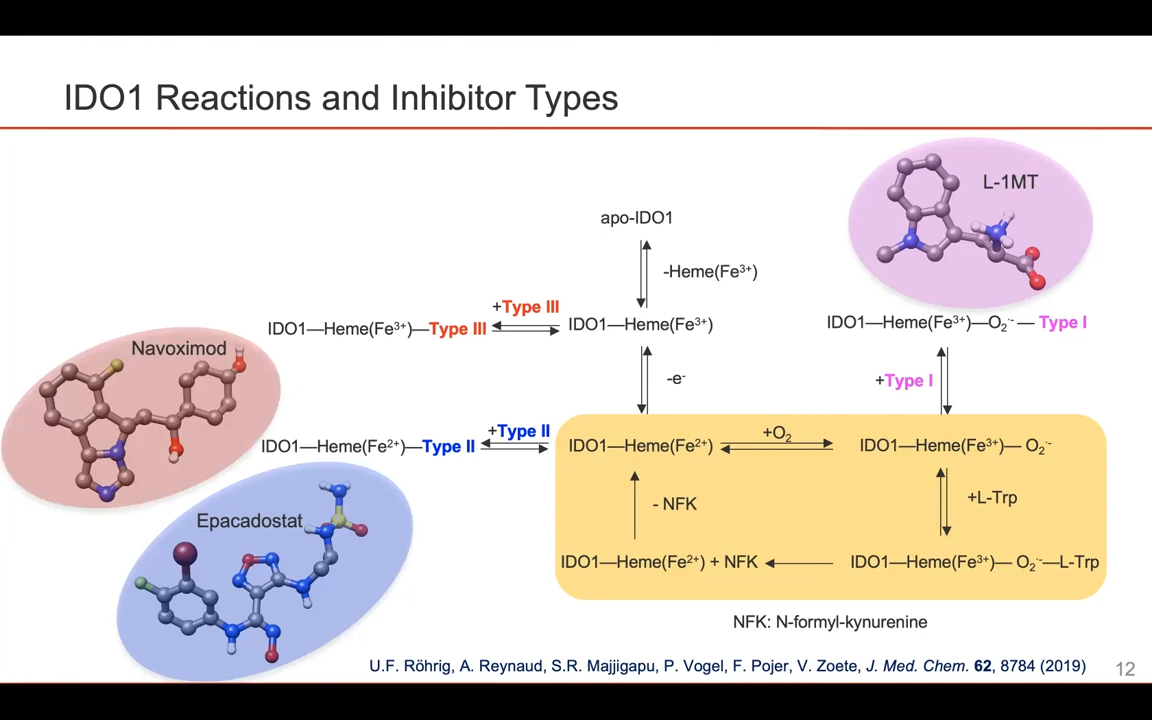 IDO1 Reactions and Inhibitor Types
L-1MT
apo-IDO1
-Heme(Fe³⁺)
+Type III
IDO1—Heme(Fe³⁺)—Type III
IDO1—Heme(Fe³⁺)
IDO1—Heme(Fe³⁺)—O₂˙⁻— Type I
Navoximod
-e⁻
+Type I
+Type II
IDO1—Heme(Fe²⁺)—Type II
IDO1—Heme(Fe²⁺)
+O₂
IDO1—Heme(Fe³⁺)— O₂˙⁻
- NFK
+L-Trp
Epacadostat
IDO1—Heme(Fe²⁺) + NFK
IDO1—Heme(Fe³⁺)— O₂˙⁻—L-Trp
NFK: N-formyl-kynurenine
U.F. Röhrig, A. Reynaud, S.R. Majjigapu, P. Vogel, F. Pojer, V. Zoete, J. Med. Chem. 62, 8784 (2019)
12